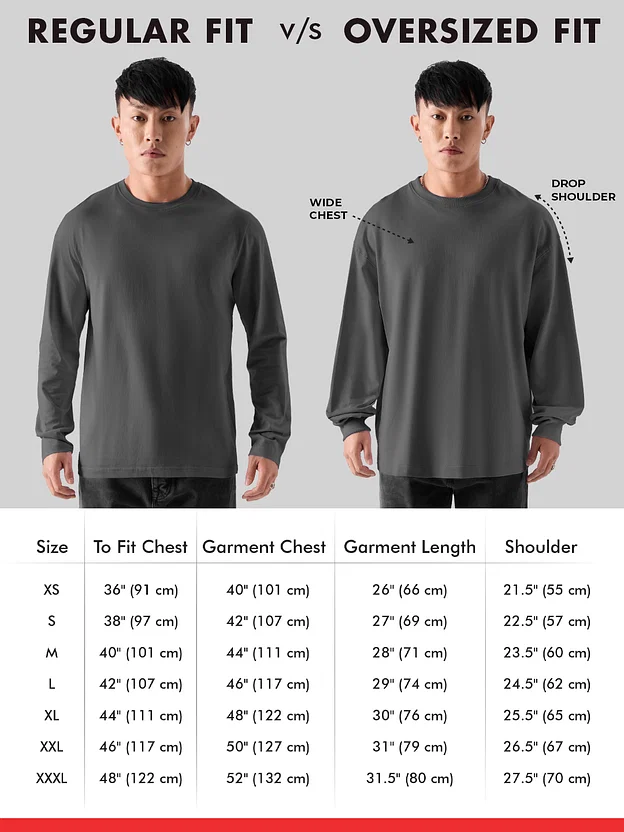 REGULAR FIT v/s OVERSIZED FIT
WIDE
CHEST
DROP
SHOULDER
Size To Fit Chest Garment Chest Garment Length Shoulder
XS 36" (91 cm) 40" (101 cm) 26" (66 cm) 21.5" (55 cm)
S 38" (97 cm) 42" (107 cm) 27" (69 cm) 22.5" (57 cm)
M 40" (101 cm) 44" (111 cm) 28" (71 cm) 23.5" (60 cm)
L 42" (107 cm) 46" (117 cm) 29" (74 cm) 24.5" (62 cm)
XL 44" (111 cm) 48" (122 cm) 30" (76 cm) 25.5" (65 cm)
XXL 46" (117 cm) 50" (127 cm) 31" (79 cm) 26.5" (67 cm)
XXXL 48" (122 cm) 52" (132 cm) 31.5" (80 cm) 27.5" (70 cm)